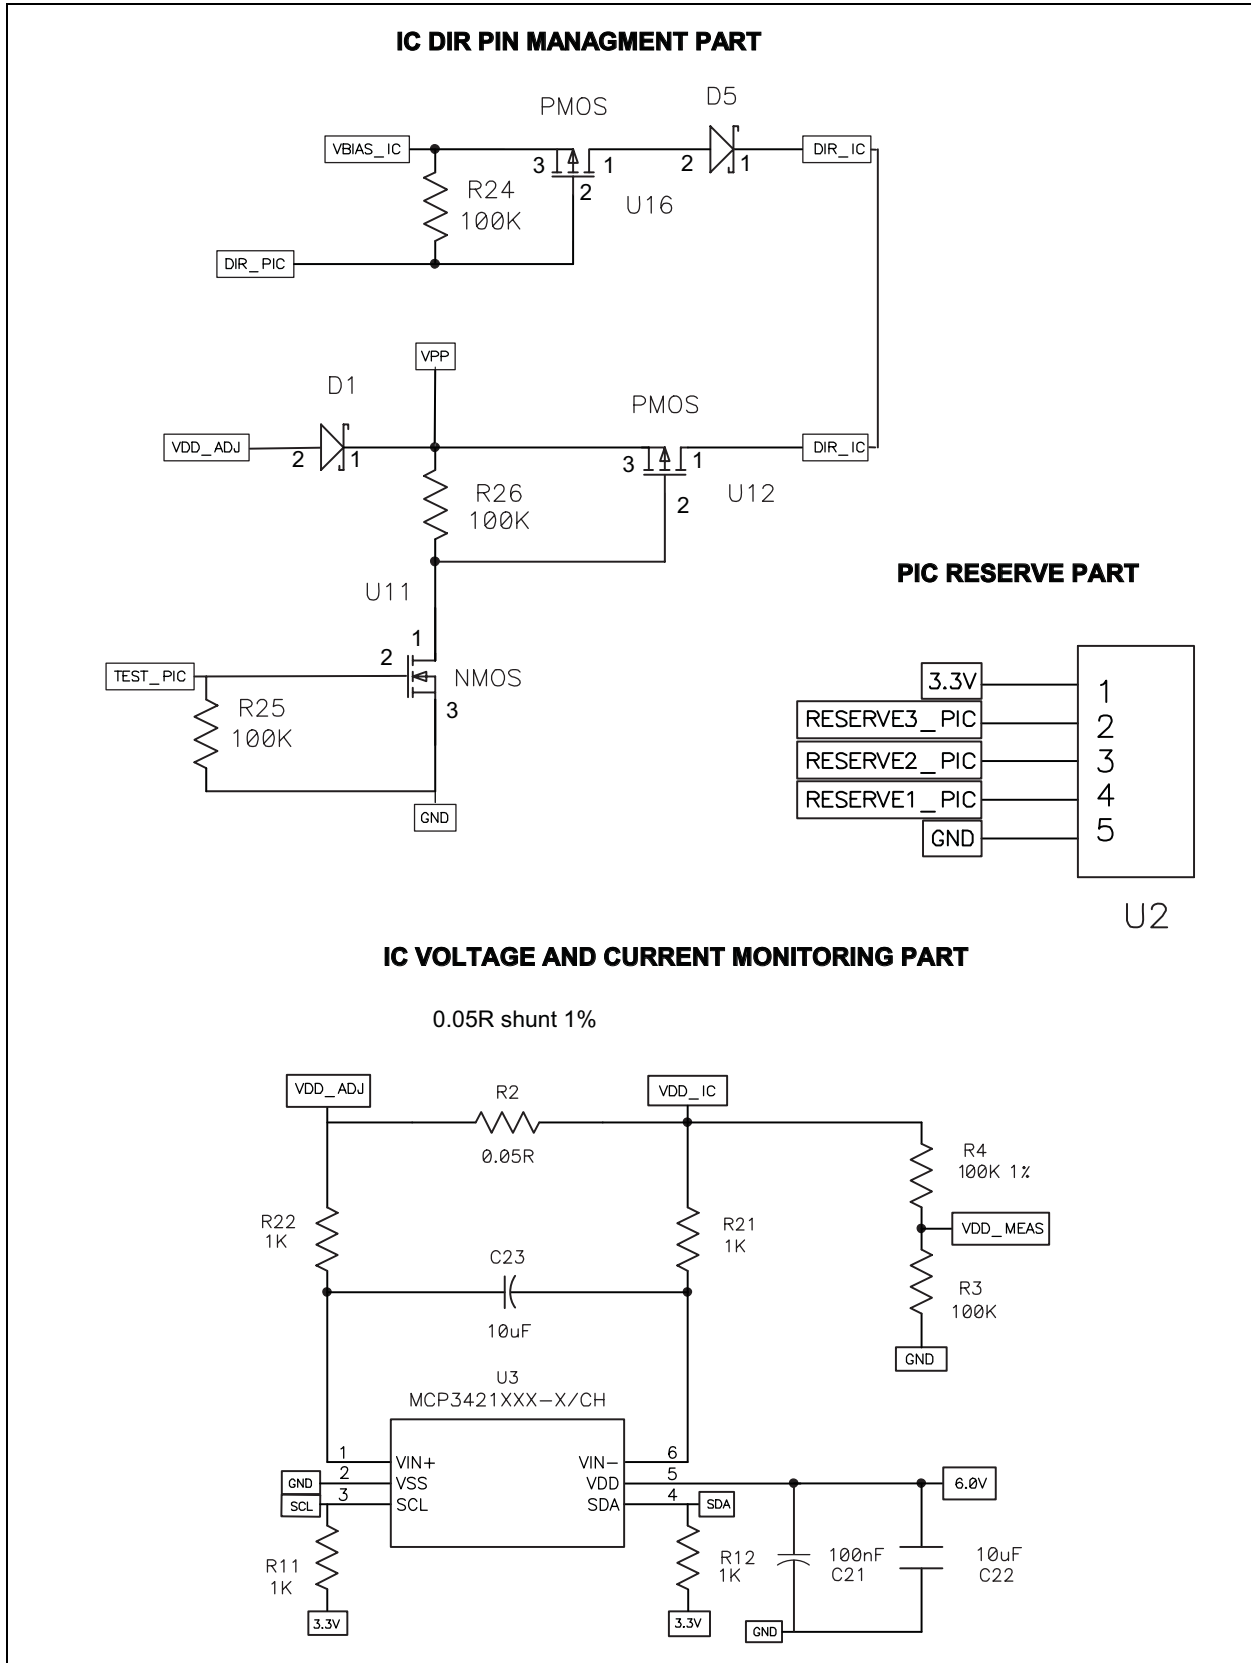 IC DIR PIN MANAGMENT PART
PMOS
D5
VBIAS_IC
3
1
2
2
1
DIR_IC
R24
100K
U16
DIR_PIC
VPP
D1
PMOS
VDD_ADJ
2
1
3
1
DIR_IC
R26
100K
2
U12
U11
PIC RESERVE PART
1
2
TEST_PIC
NMOS
3
R25
100K
GND
3.3V
1
RESERVE3_PIC
2
RESERVE2_PIC
3
RESERVE1_PIC
4
GND
5
U2
IC VOLTAGE AND CURRENT MONITORING PART
0.05R shunt 1%
VDD_ADJ
R2
VDD_IC
0.05R
R4
100K 1%
R22
1K
R21
1K
VDD_MEAS
C23
10uF
R3
100K
GND
U3
MCP3421XXX-X/CH
1
VIN+
VIN-
6
GND
2
VSS
VDD
5
6.0V
SCL
3
SCL
SDA
4
SDA
R11
1K
R12
1K
100nF
C21
10uF
C22
3.3V
3.3V
GND